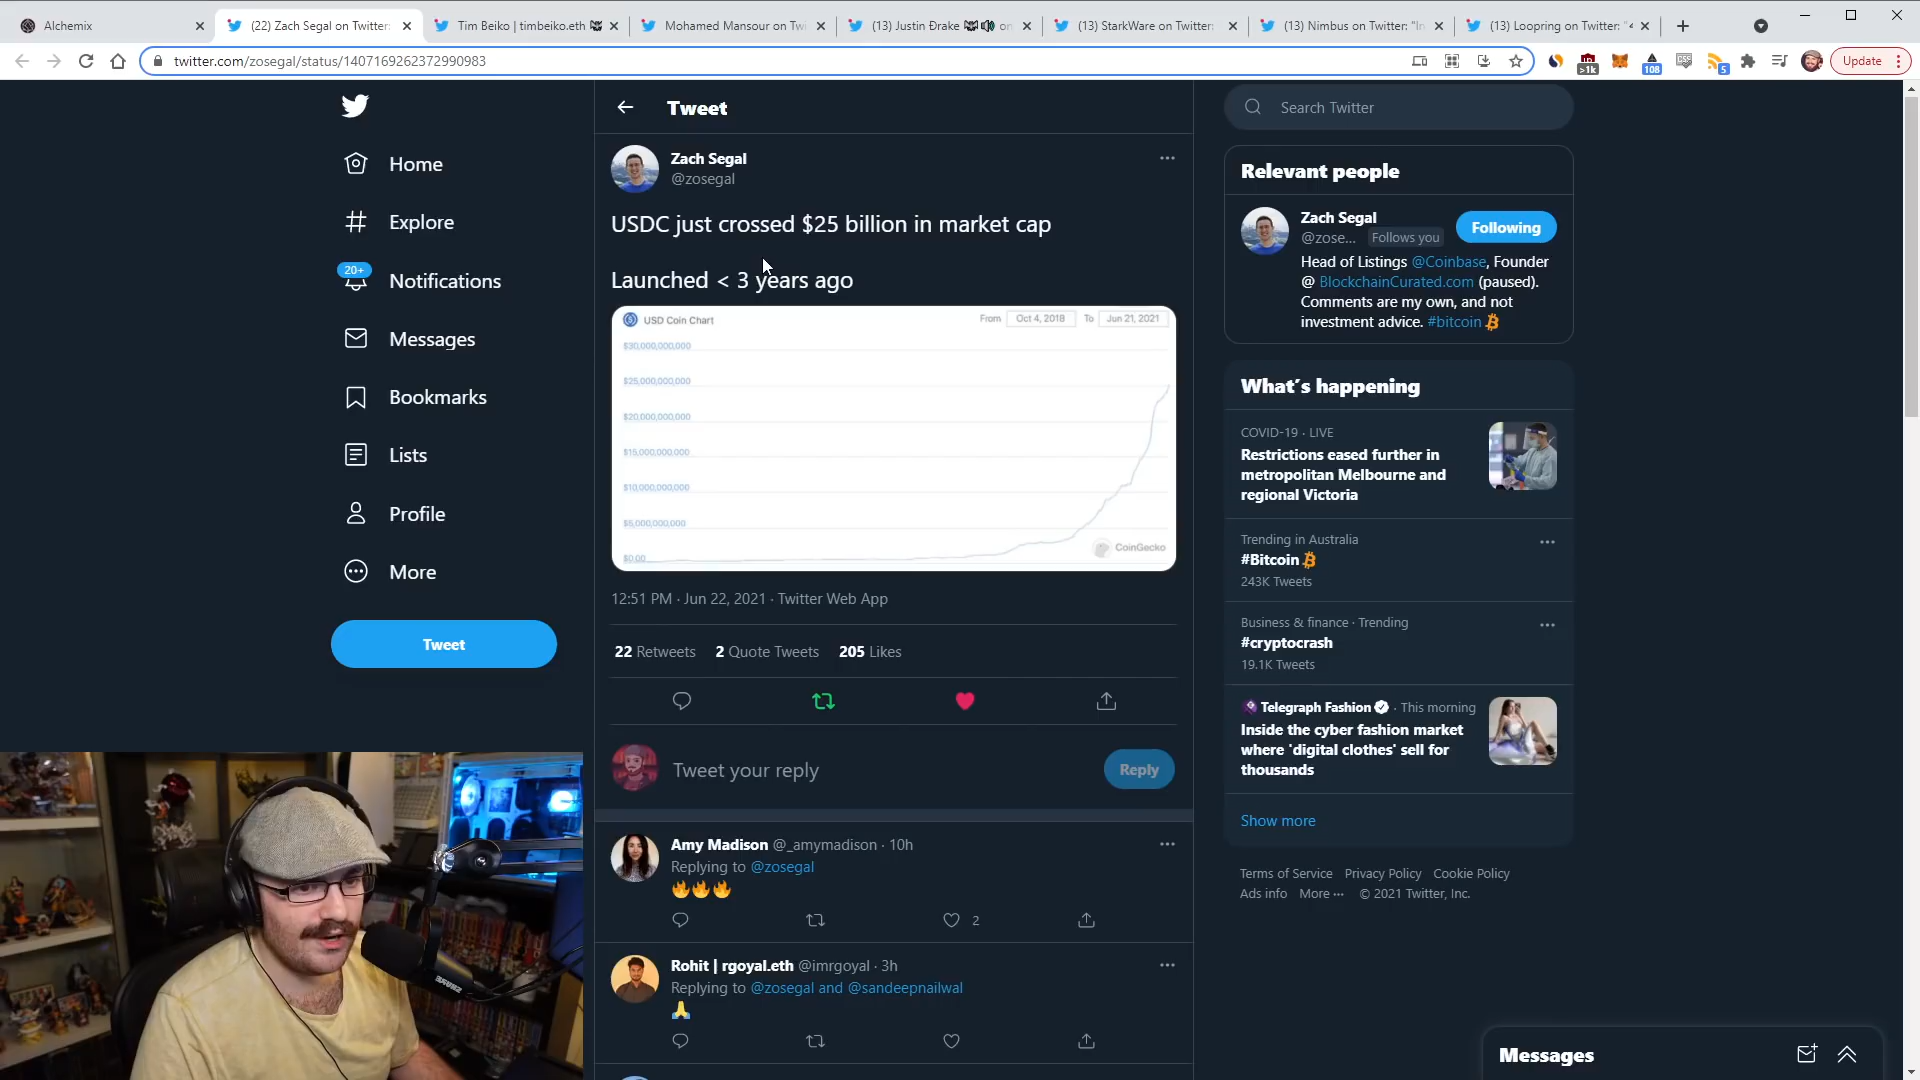 Alchemix
(22) Zach Segal on Twitter:
Tim Beiko | timbeiko.eth
Mohamed Mansour on Twi
(13) Justin Đrake
on
(13) StarkWare on Twitter:
(13) Nimbus on Twitter: "In
(13) Loopring on Twitter: "
twitter.com/zosegal/status/1407169262372990983
>1k
108
5
Update
Home
Explore
20+
Notifications
Messages
Bookmarks
Lists
Profile
More
Tweet
Tweet
Zach Segal
@zosegal
USDC just crossed $25 billion in market cap
Launched < 3 years ago
USD Coin Chart
From Oct 4, 2018 To Jun 21, 2021
$30,000,000,000
$25,000,000,000
$20,000,000,000
$15,000,000,000
$10,000,000,000
$5,000,000,000
$0.00
CoinGecko
12:51 PM · Jun 22, 2021 · Twitter Web App
22 Retweets 2 Quote Tweets 205 Likes
Tweet your reply
Reply
Amy Madison @_amymadison · 10h
Replying to @zosegal
🔥🔥🔥
2
Rohit | rgoyal.eth @imrgoyal · 3h
Replying to @zosegal and @sandeepnailwal
🙏
Search Twitter
Relevant people
Zach Segal
@zose... Follows you
Following
Head of Listings @Coinbase, Founder
@ BlockchainCurated.com (paused).
Comments are my own, and not
investment advice. #bitcoin
What's happening
COVID-19 · LIVE
Restrictions eased further in
metropolitan Melbourne and
regional Victoria
Trending in Australia
#Bitcoin
243K Tweets
Business & finance · Trending
#cryptocrash
19.1K Tweets
Telegraph Fashion · This morning
Inside the cyber fashion market
where 'digital clothes' sell for
thousands
Show more
Terms of Service Privacy Policy Cookie Policy
Ads info More ··· © 2021 Twitter, Inc.
Messages